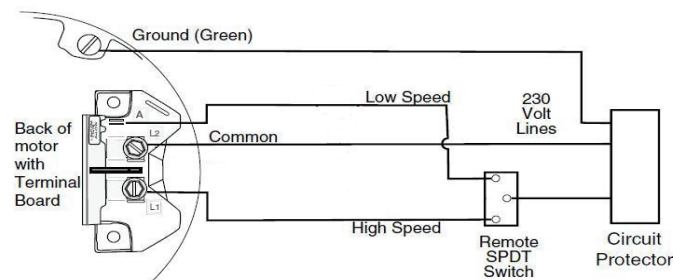 Ground (Green)
Low Speed
230
Volt
Lines
A
Back of
motor
with
Terminal
Board
L2
Common
L1
High Speed
Remote
SPDT
Switch
Circuit
Protector